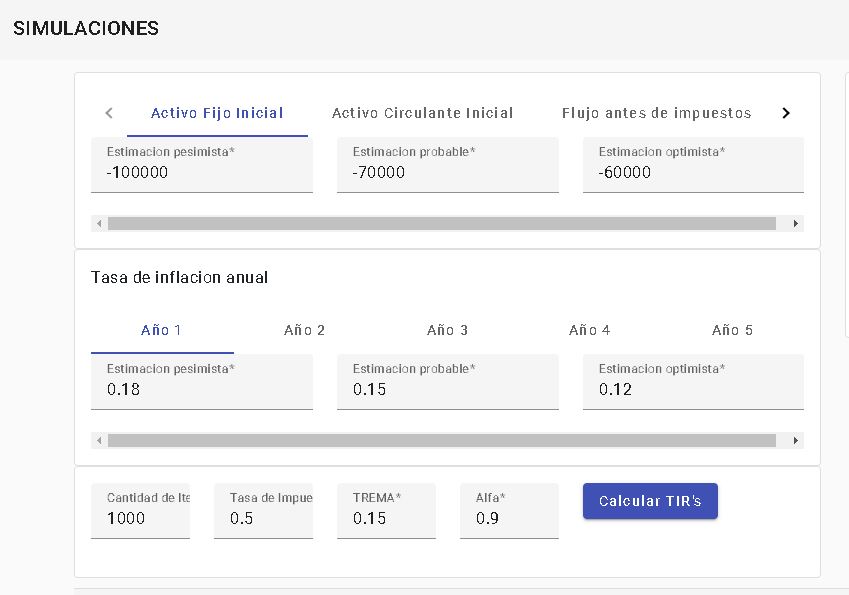 SIMULACIONES
Activo Fijo Inicial Activo Circulante Inicial Flujo antes de impuestos
Estimacion pesimista* Estimacion probable* Estimacion optimista*
-100000 -70000 -60000
Tasa de inflacion anual
Año 1 Año 2 Año 3 Año 4 Año 5
Estimacion pesimista* Estimacion probable* Estimacion optimista*
0.18 0.15 0.12
Cantidad de Ite Tasa de Impue TREMA* Alfa*
1000 0.5 0.15 0.9 Calcular TIR's